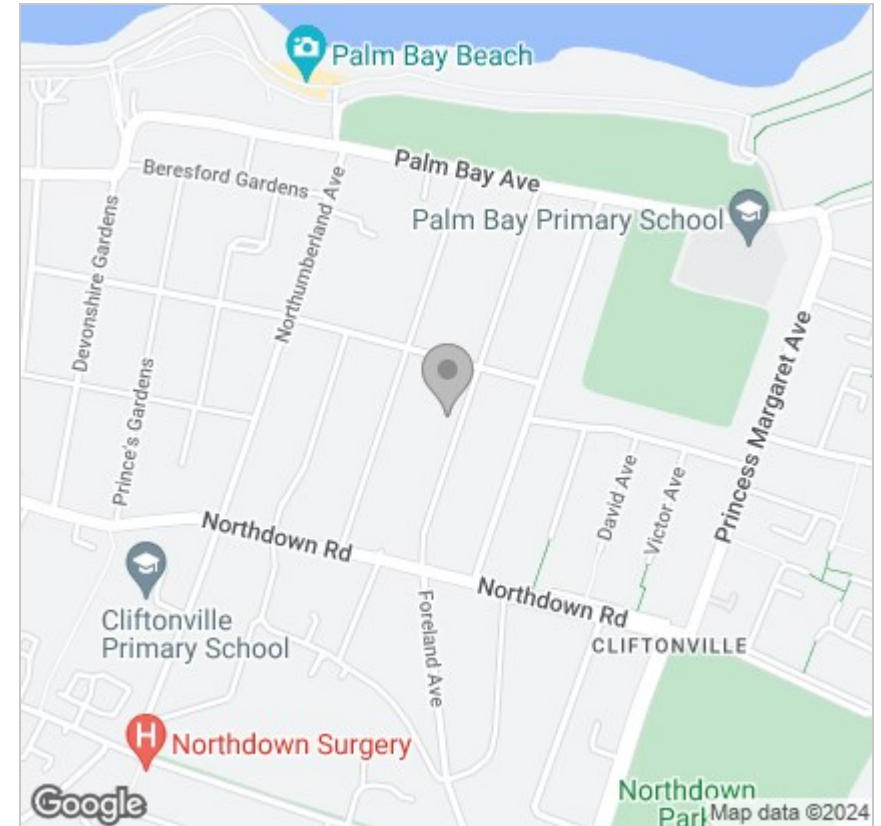 Palm Bay Beach
Palm Bay Ave
Beresford Gardens
Palm Bay Primary School
Devonshire Gardens
Northumberland Ave
Prince's Gardens
Princess Margaret Ave
David Ave
Victor Ave
Northdown Rd
Northdown Rd
Cliftonville
Primary School
Foreland Ave
CLIFTONVILLE
H
Northdown Surgery
Northdown
Park
Google
Map data ©2024